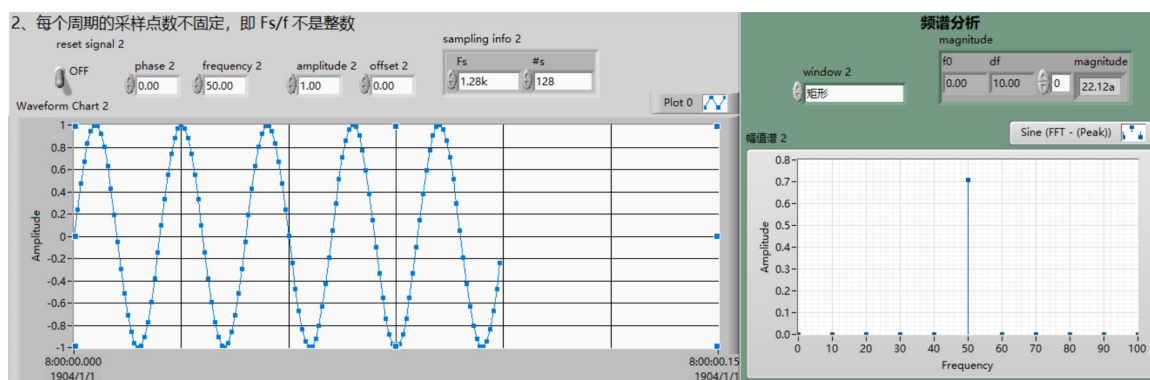 2、每个周期的采样点数不固定，即 Fs/f 不是整数
reset signal 2
OFF
phase 2
0.00
frequency 2
50.00
amplitude 2
1.00
offset 2
0.00
sampling info 2
Fs
1.28k
#s
128
Waveform Chart 2
Plot 0
Amplitude
1
0.8
0.6
0.4
0.2
0
-0.2
-0.4
-0.6
-0.8
-1
8:00:00.000
1904/1/1
8:00:00.15
1904/1/1
频谱分析
window 2
矩形
magnitude
f0
0.00
df
10.00
0
magnitude
22.12a
幅值谱 2
Sine (FFT - (Peak))
Amplitude
0.8
0.7
0.6
0.5
0.4
0.3
0.2
0.1
0.0
0 10 20 30 40 50 60 70 80 90 100
Frequency